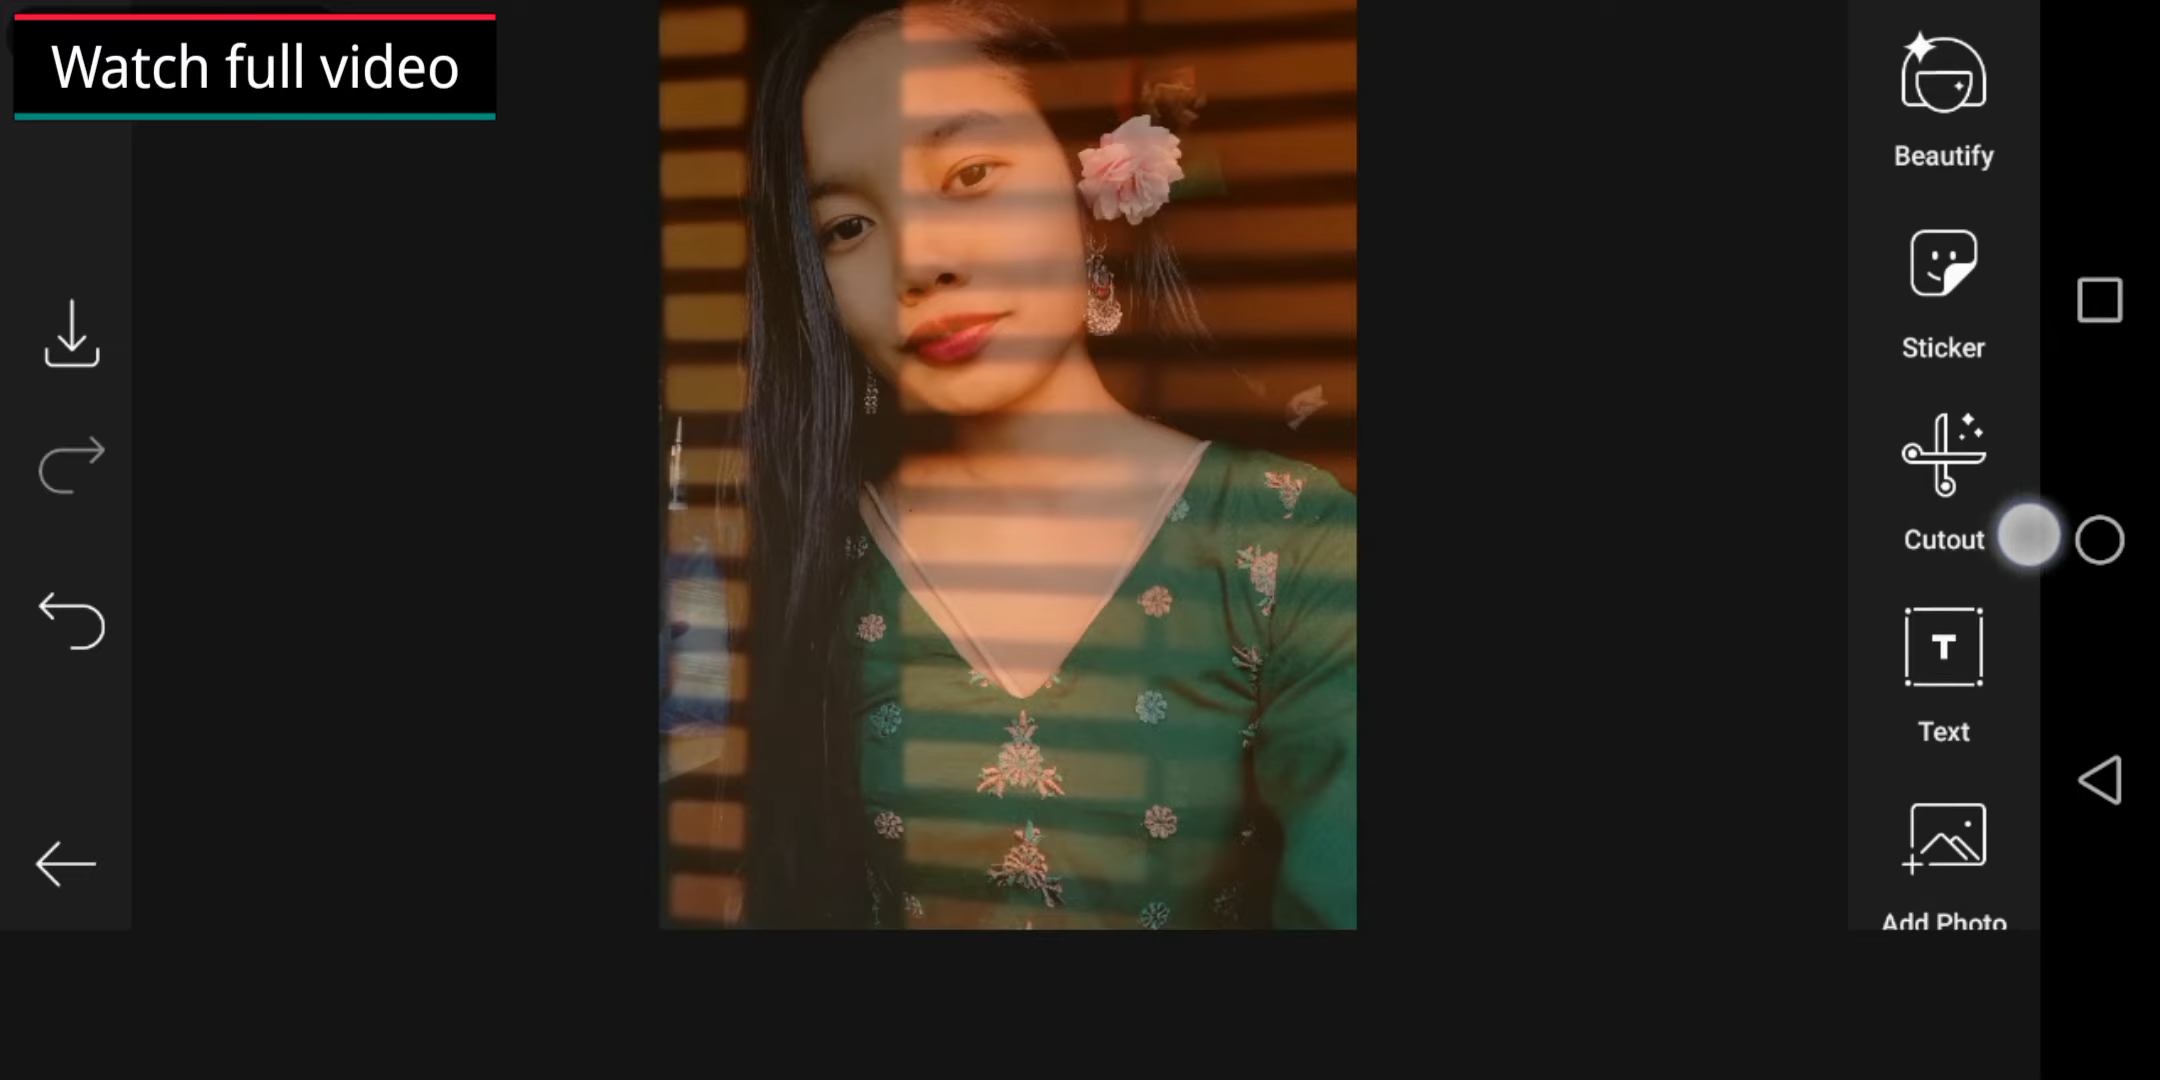 Watch full video
Beautify
Sticker
Cutout
T
Text
Add Photo